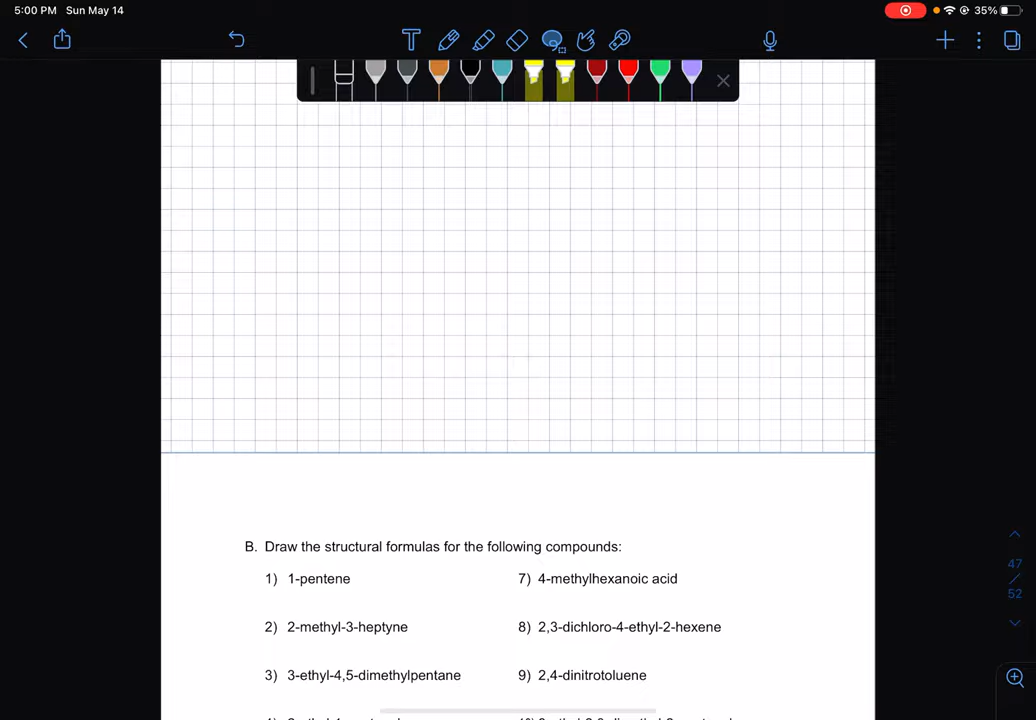 5:00 PM Sun May 14
35%
T
B. Draw the structural formulas for the following compounds:
1) 1-pentene
7) 4-methylhexanoic acid
2) 2-methyl-3-heptyne
8) 2,3-dichloro-4-ethyl-2-hexene
3) 3-ethyl-4,5-dimethylpentane
9) 2,4-dinitrotoluene
47
/
52